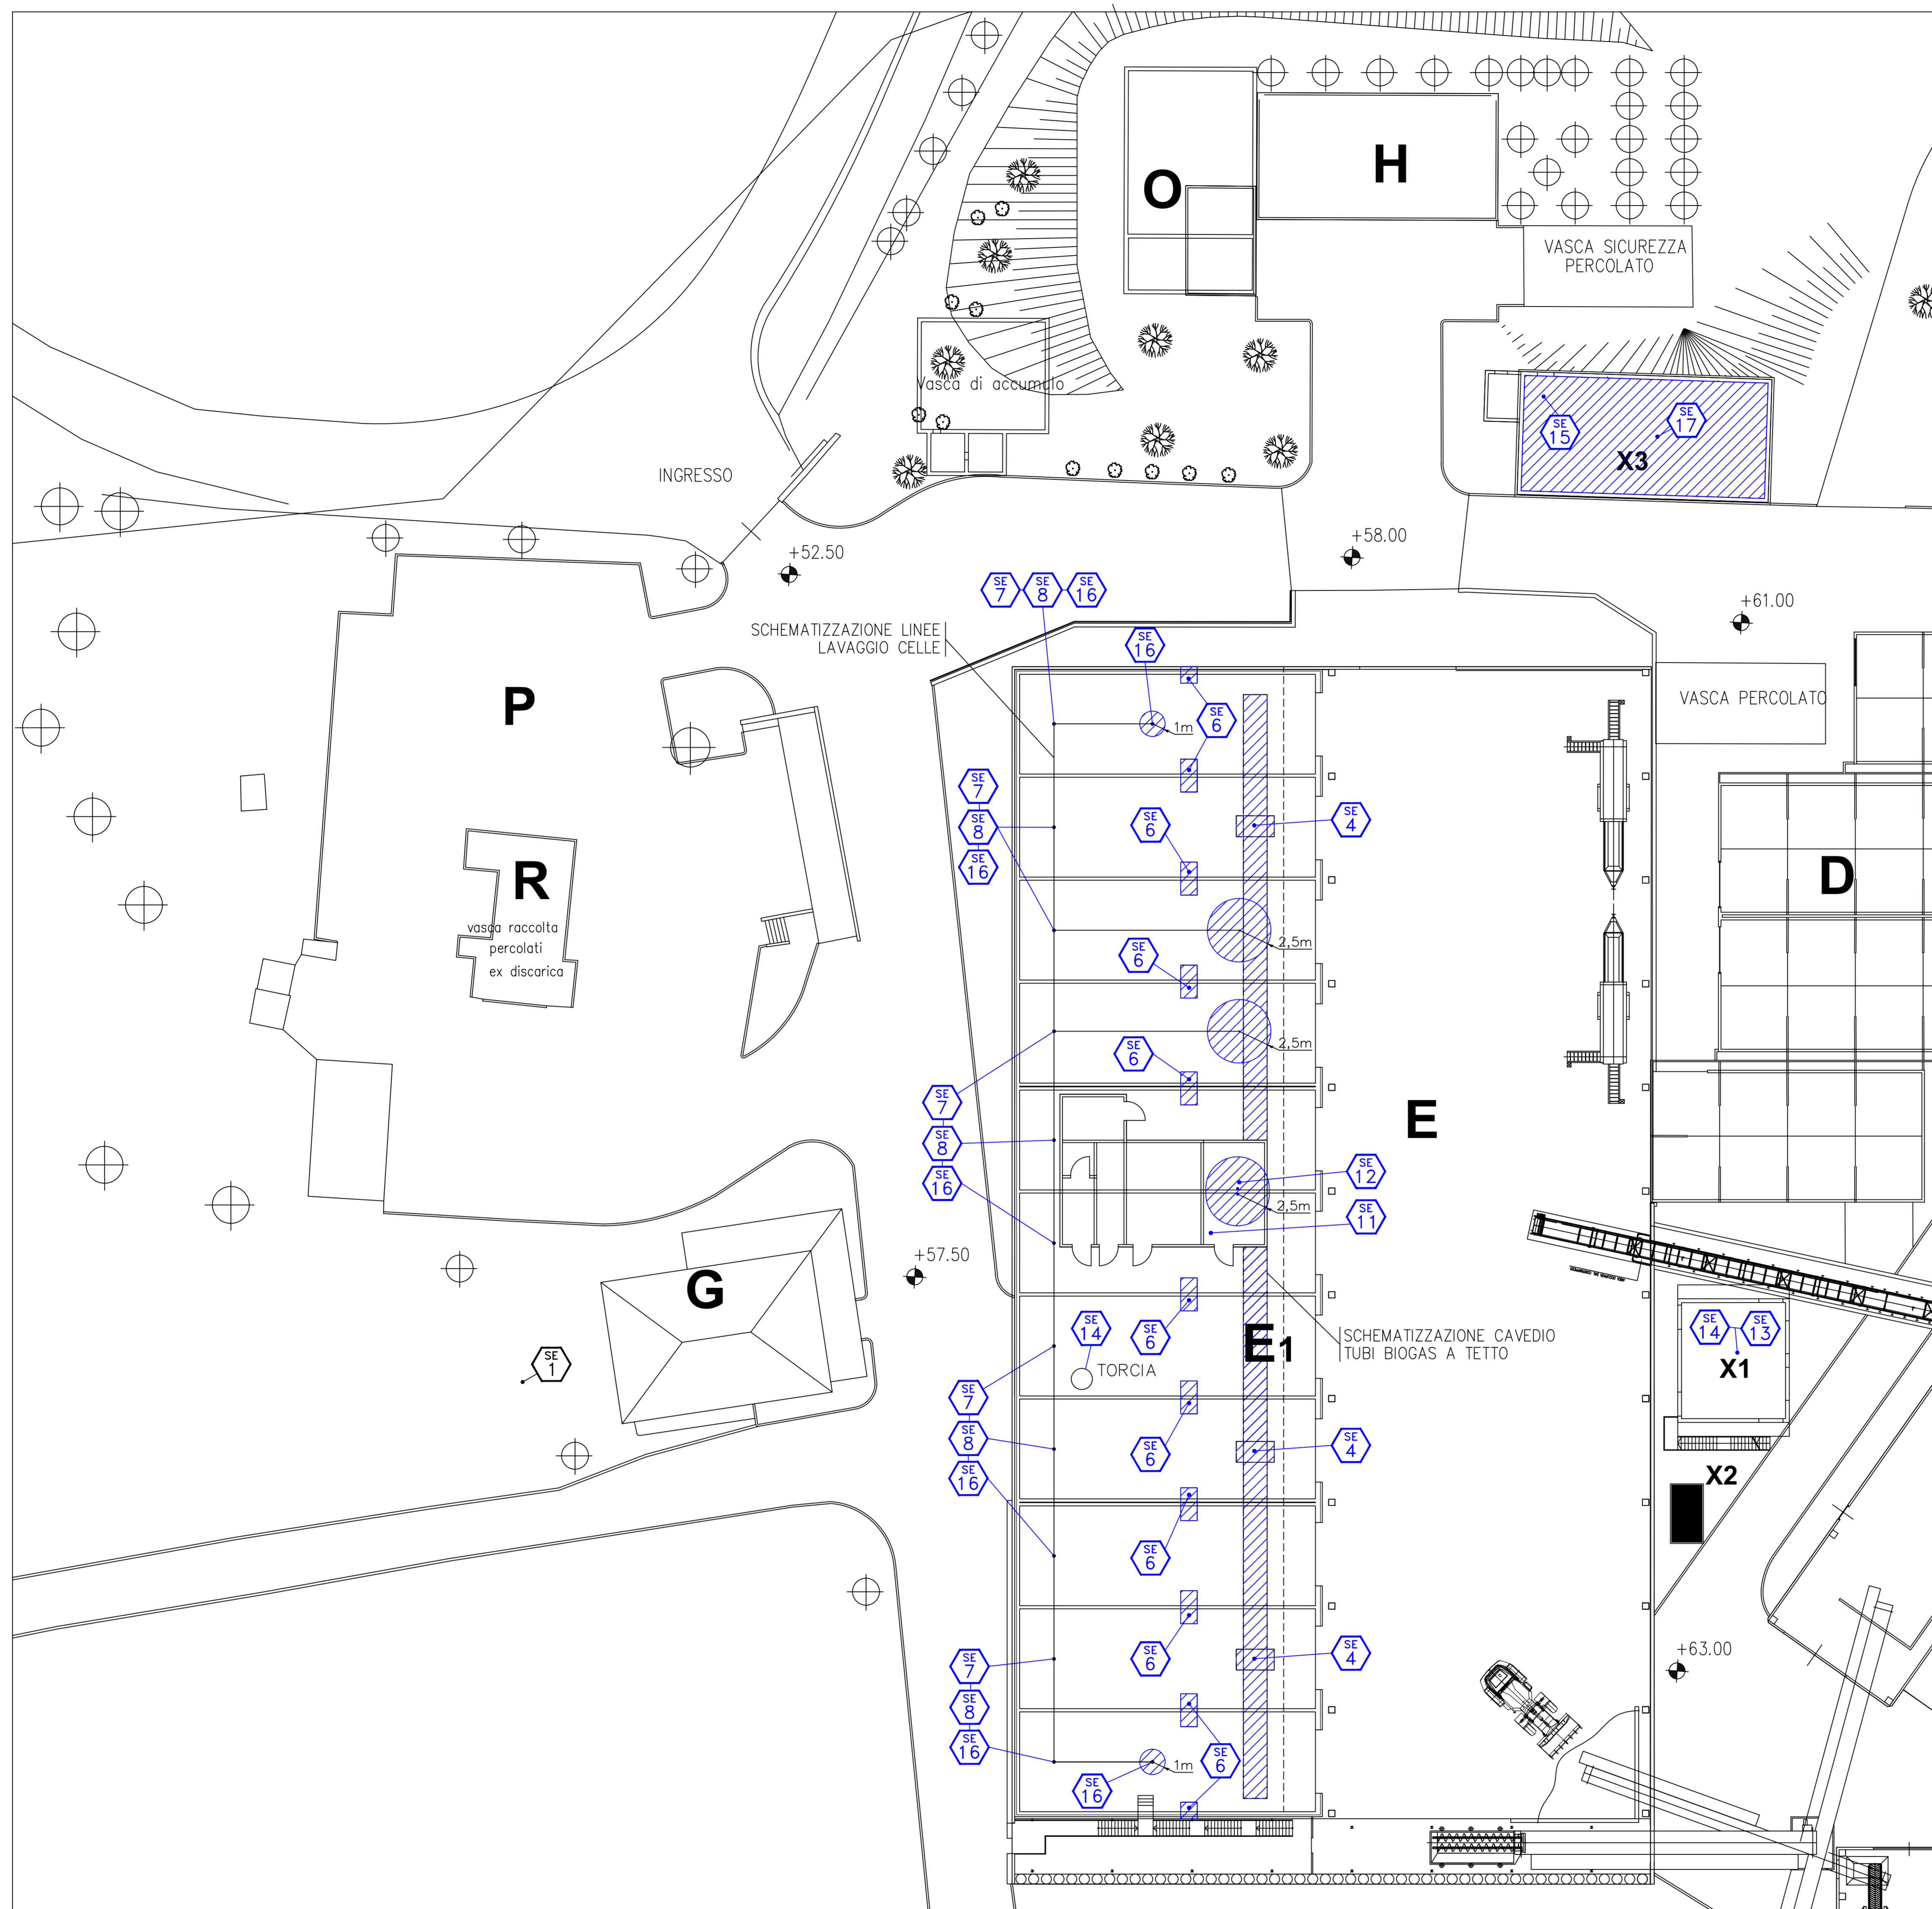 O
H
VASCA SICUREZZA
PERCOLATO
Vasca di accumulo
SE
15
SE
17
X3
INGRESSO
+52.50
+58.00
+61.00
SE
7
SE
8
SE
16
SCHEMATIZZAZIONE LINEE
LAVAGGIO CELLE
SE
16
P
VASCA PERCOLATO
SE
6
1m
SE
7
SE
8
SE
16
SE
6
SE
4
R
vasca raccolta
percolati
ex discarica
D
2,5m
SE
6
2,5m
SE
6
SE
7
SE
8
SE
16
E
SE
12
2,5m
SE
11
+57.50
G
SE
14
SE
6
E1
SCHEMATIZZAZIONE CAVEDIO
TUBI BIOGAS A TETTO
TORCIA
SE
14
SE
13
X1
SE
1
SE
7
SE
8
SE
16
SE
6
SE
4
X2
SE
6
SE
6
SE
4
+63.00
SE
7
SE
8
SE
16
SE
6
1m
SE
16